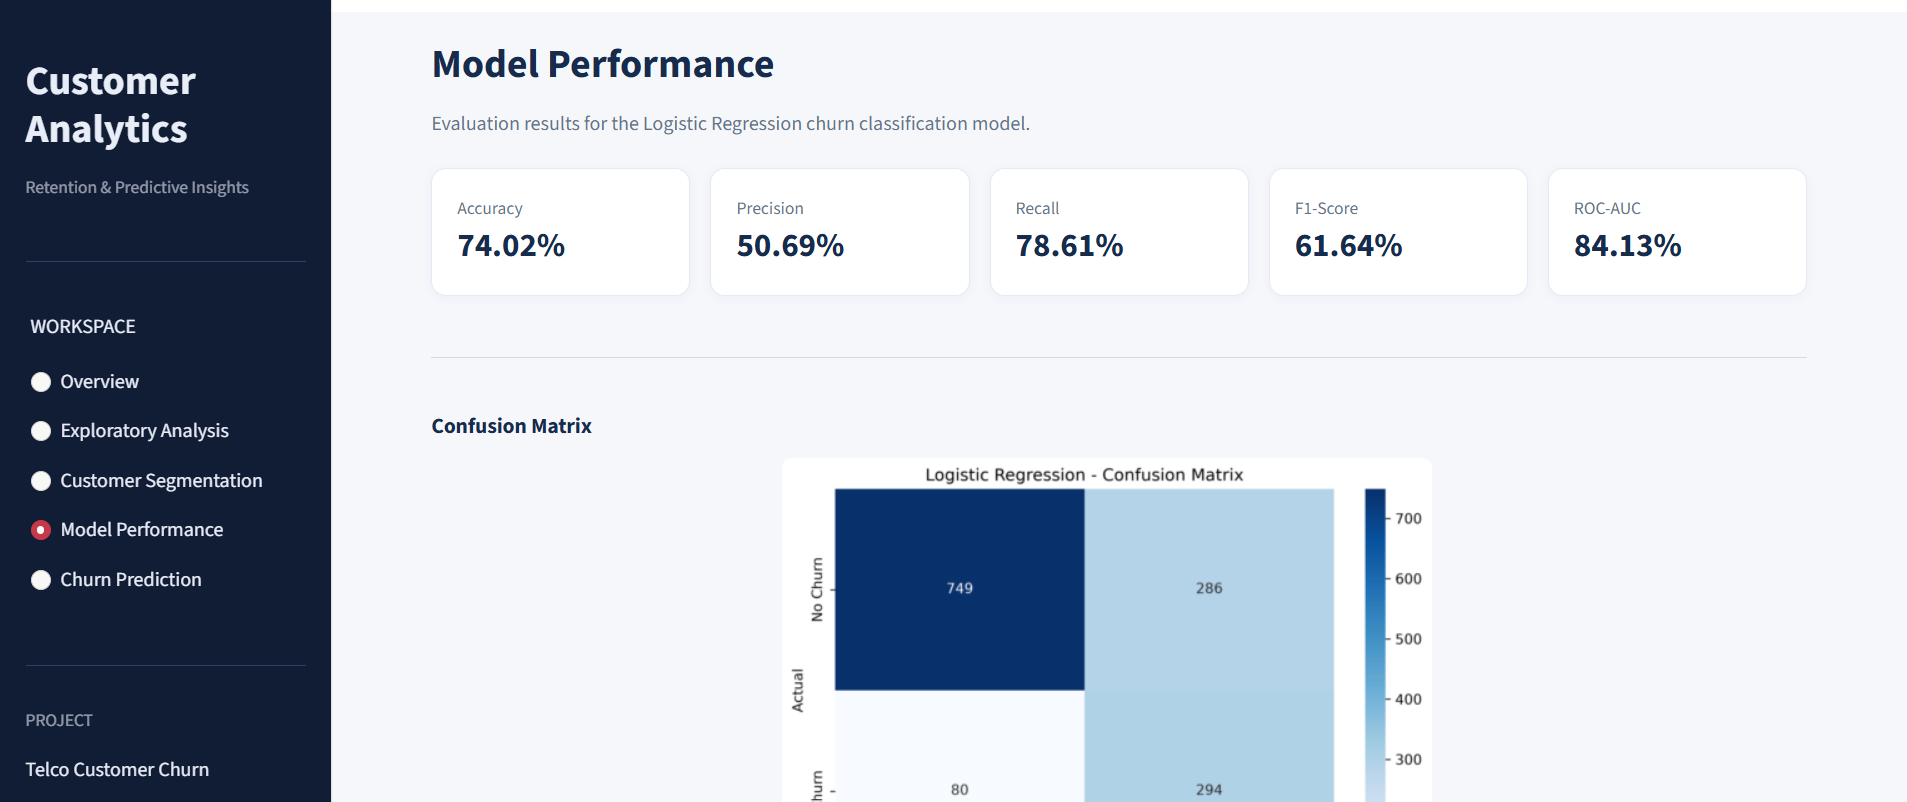 Customer
Analytics
Retention & Predictive Insights
WORKSPACE
Overview
Exploratory Analysis
Customer Segmentation
Model Performance
Churn Prediction
PROJECT
Telco Customer Churn
Model Performance
Evaluation results for the Logistic Regression churn classification model.
Accuracy
74.02%
Precision
50.69%
Recall
78.61%
F1-Score
61.64%
ROC-AUC
84.13%
Confusion Matrix
Logistic Regression - Confusion Matrix
Actual
No Churn
749
286
80
294
700
600
500
400
300